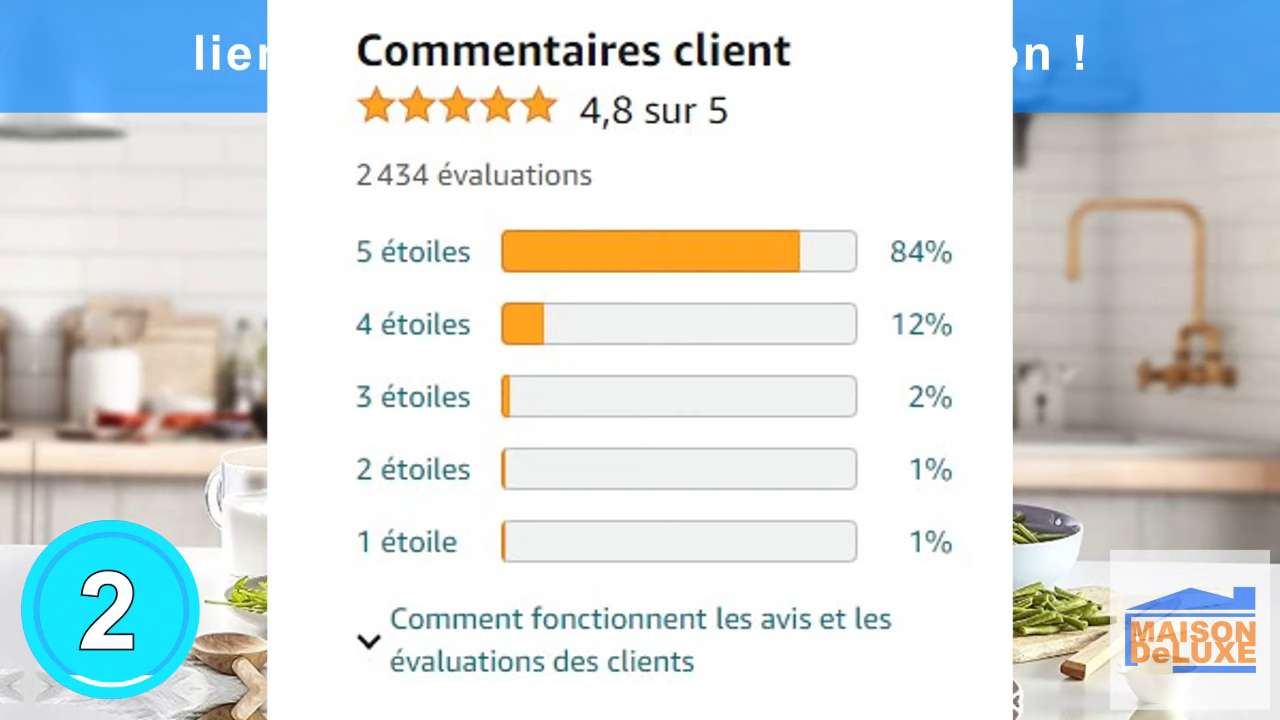 Commentaires client
4,8 sur 5
2 434 évaluations
5 étoiles 84%
4 étoiles 12%
3 étoiles 2%
2 étoiles 1%
1 étoile 1%
Comment fonctionnent les avis et les
évaluations des clients
2
MAISON
DeLUXE